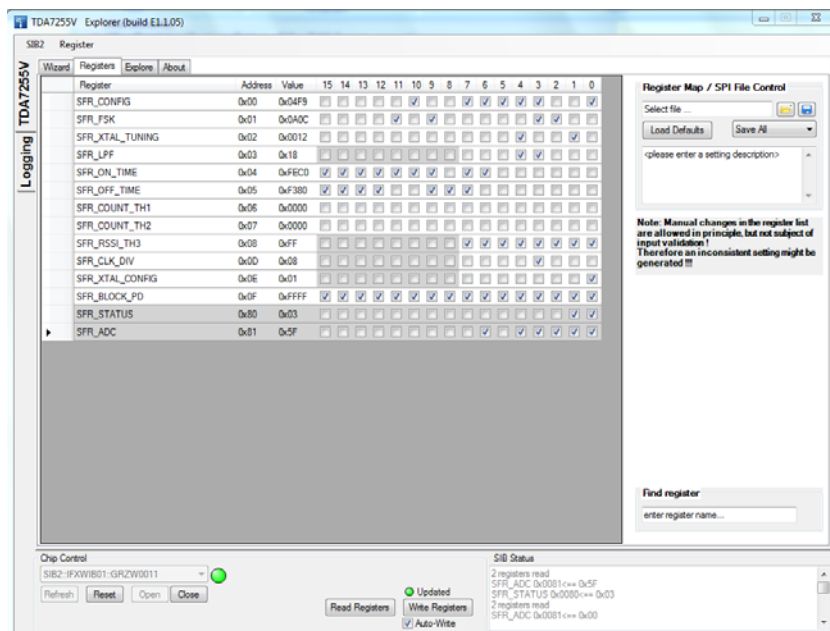 TDA7255V Explorer (build E1.1.05)
SIB2 Register
TDA7255V
Logging
Wizard Registers Explore About
Register Address Value 15 14 13 12 11 10 9 8 7 6 5 4 3 2 1 0
SFR_CONFIG 0x00 0x04F9
SFR_FSK 0x01 0x0A0C
SFR_XTAL_TUNING 0x02 0x0012
SFR_LPF 0x03 0x18
SFR_ON_TIME 0x04 0xFEC0
SFR_OFF_TIME 0x05 0xF380
SFR_COUNT_TH1 0x06 0x0000
SFR_COUNT_TH2 0x07 0x0000
SFR_RSSI_TH3 0x08 0xFF
SFR_CLK_DIV 0x0D 0x08
SFR_XTAL_CONFIG 0x0E 0x01
SFR_BLOCK_PD 0x0F 0xFFFF
SFR_STATUS 0x80 0x03
SFR_ADC 0x81 0x5F
Register Map / SPI File Control
Select file ...
Load Defaults Save All
<please enter a setting description>
Note: Manual changes in the register list
are allowed in principle, but not subject of
input validation !
Therefore an inconsistent setting might be
generated !!!
Find register
enter register name...
Chip Control
SIB2::IFXWIB01::GRZW0011
Refresh Reset Open Close
Read Registers
Updated
Write Registers
Auto-Write
SIB Status
2 registers read
SFR_ADC 0x0081<== 0x5F
SFR_STATUS 0x0080<== 0x03
2 registers read
SFR_ADC 0x0081<== 0x00